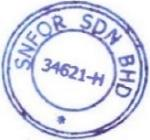 SNFOR SDN BHD
34621-H
*